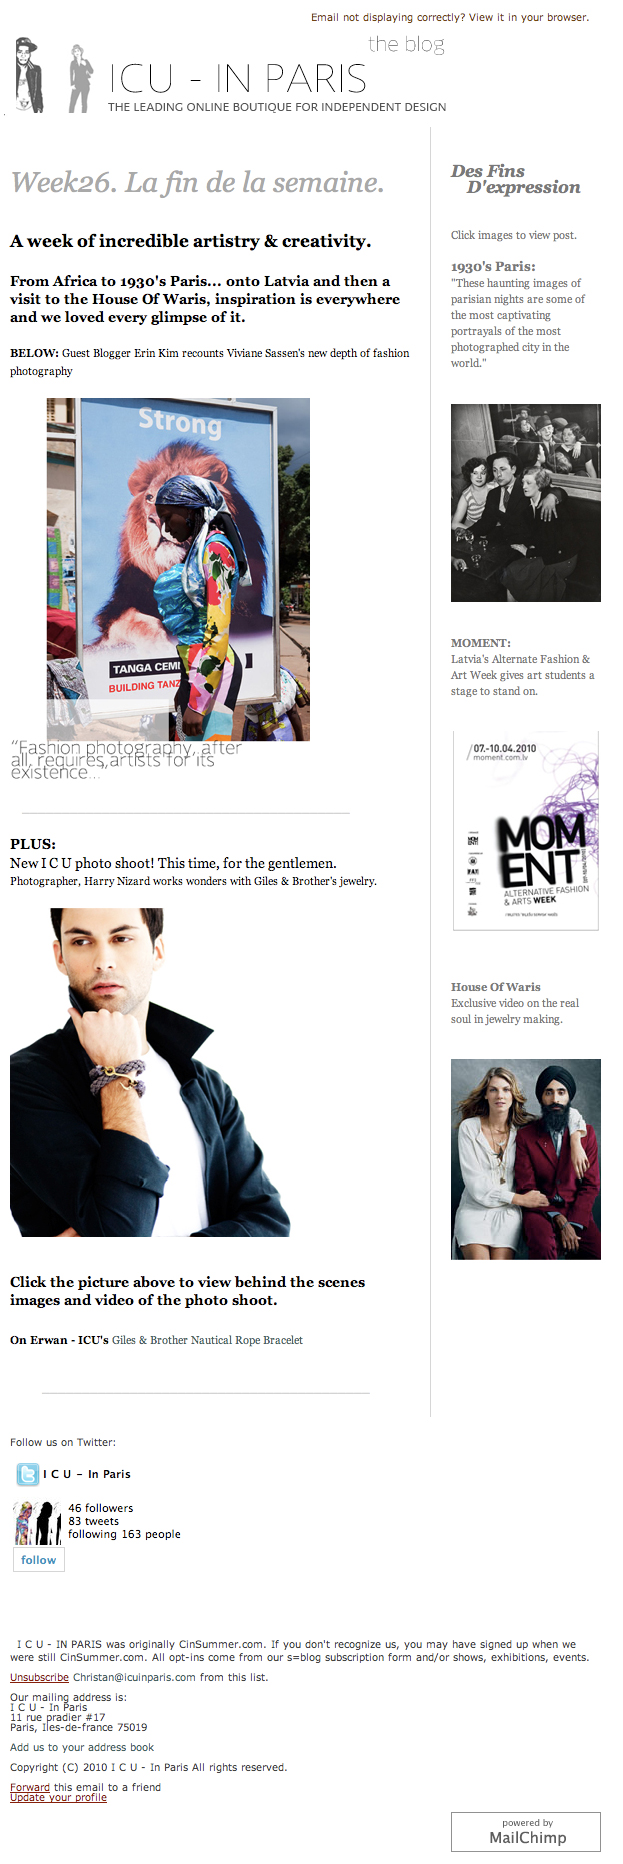 Email not displaying correctly? View it in your browser.
the blog
ICU - IN PARIS
THE LEADING ONLINE BOUTIQUE FOR INDEPENDENT DESIGN
Week26. La fin de la semaine.
A week of incredible artistry & creativity.
From Africa to 1930's Paris... onto Latvia and then a
visit to the House Of Waris, inspiration is everywhere
and we loved every glimpse of it.
BELOW: Guest Blogger Erin Kim recounts Viviane Sassen's new depth of fashion
photography
Strong
TANGA CEM
BUILDING TANZ
"Fashion photography, after
all, requires artists for its
existence..."
PLUS:
New I C U photo shoot! This time, for the gentlemen.
Photographer, Harry Nizard works wonders with Giles & Brother's jewelry.
Click the picture above to view behind the scenes
images and video of the photo shoot.
On Erwan - ICU's Giles & Brother Nautical Rope Bracelet
Des Fins
D'expression
Click images to view post.
1930's Paris:
"These haunting images of
parisian nights are some of
the most captivating
portrayals of the most
photographed city in the
world."
MOMENT:
Latvia's Alternate Fashion &
Art Week gives art students a
stage to stand on.
/07.-10.04.2010
/moment.com.lv
MOM
ENT
ALTERNATIVE FASHION
& ARTS WEEK
House Of Waris
Exclusive video on the real
soul in jewelry making.
Follow us on Twitter:
I C U - In Paris
46 followers
83 tweets
following 163 people
follow
I C U - IN PARIS was originally CinSummer.com. If you don't recognize us, you may have signed up when we
were still CinSummer.com. All opt-ins come from our s=blog subscription form and/or shows, exhibitions, events.
Unsubscribe Christan@icuinparis.com from this list.
Our mailing address is:
I C U - In Paris
11 rue pradier #17
Paris, Iles-de-france 75019
Add us to your address book
Copyright (C) 2010 I C U - In Paris All rights reserved.
Forward this email to a friend
Update your profile
powered by
MailChimp